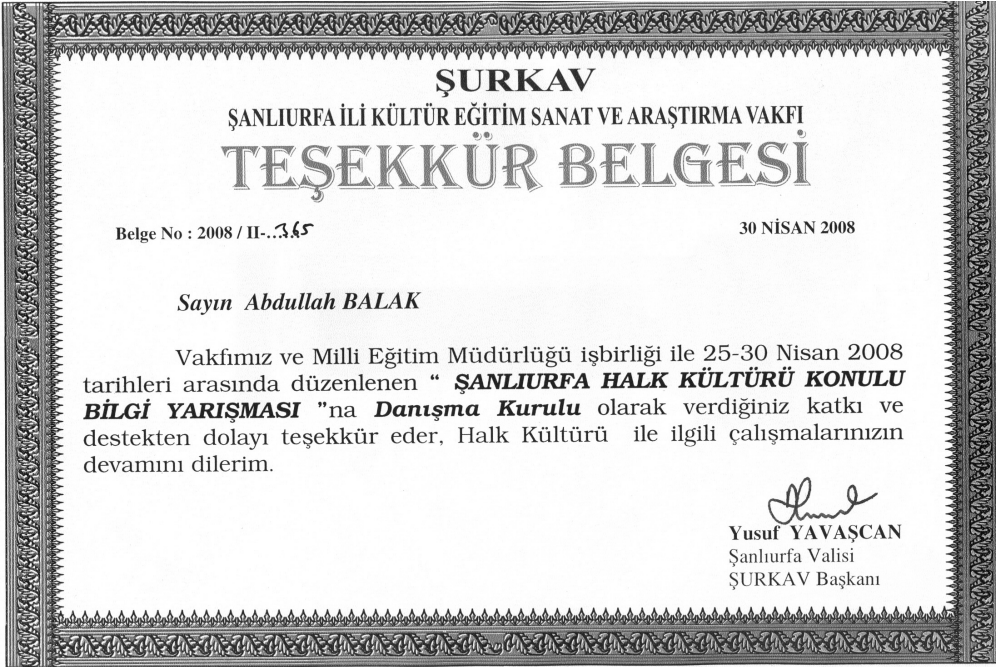 ŞURKAV
ŞANLIURFA İLİ KÜLTÜR EĞİTİM SANAT VE ARAŞTIRMA VAKFI
TEŞEKKÜR BELGESİ
Belge No : 2008 / II-..365
30 NİSAN 2008
Sayın Abdullah BALAK
Vakfımız ve Milli Eğitim Müdürlüğü işbirliği ile 25-30 Nisan 2008
tarihleri arasında düzenlenen “ ŞANLIURFA HALK KÜLTÜRÜ KONULU
BİLGİ YARIŞMASI ”na Danışma Kurulu olarak verdiğiniz katkı ve
destekten dolayı teşekkür eder, Halk Kültürü ile ilgili çalışmalarınızın
devamını dilerim.
Yusuf YAVAŞCAN
Şanlıurfa Valisi
ŞURKAV Başkanı